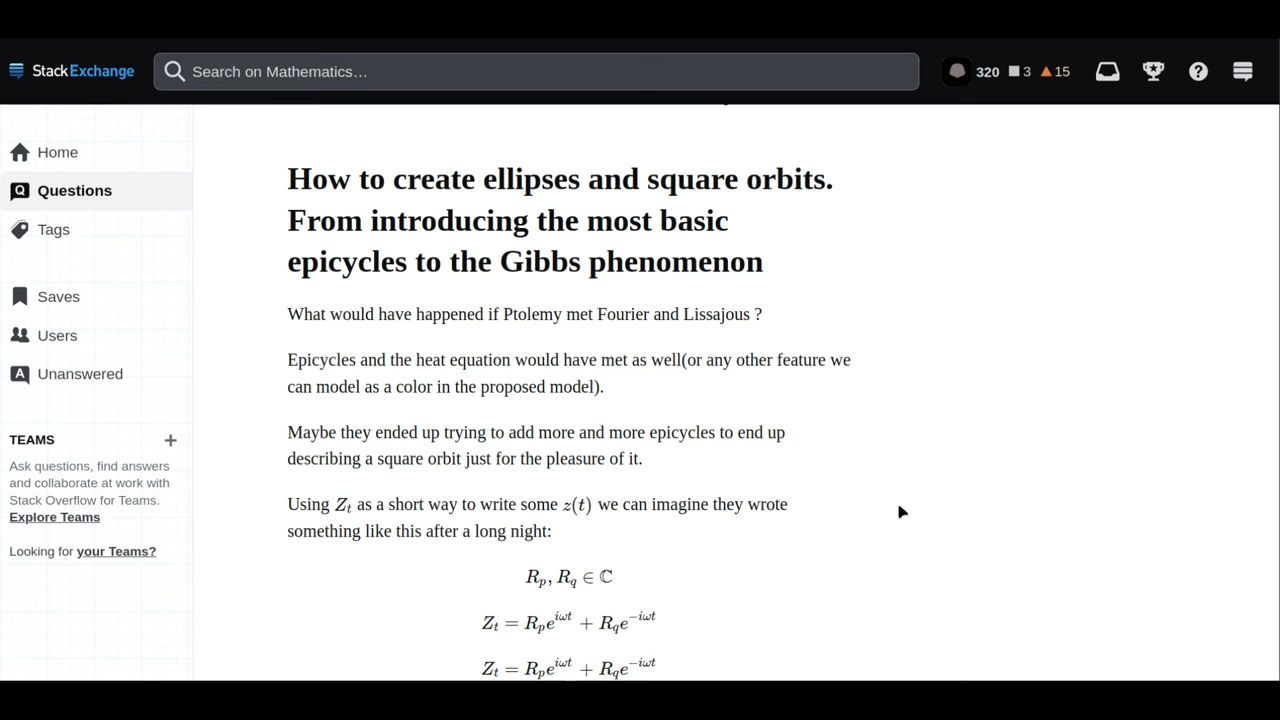 StackExchange
Search on Mathematics…
320 3 15
Home
Questions
Tags
Saves
Users
Unanswered
TEAMS
Ask questions, find answers
and collaborate at work with
Stack Overflow for Teams.
Explore Teams
Looking for your Teams?
How to create ellipses and square orbits.
From introducing the most basic
epicycles to the Gibbs phenomenon
What would have happened if Ptolemy met Fourier and Lissajous ?
Epicycles and the heat equation would have met as well(or any other feature we
can model as a color in the proposed model).
Maybe they ended up trying to add more and more epicycles to end up
describing a square orbit just for the pleasure of it.
Using Z_t as a short way to write some z(t) we can imagine they wrote
something like this after a long night:
R_p, R_q ∈ ℂ
Z_t = R_p e^{iωt} + R_q e^{-iωt}
Z_t = R_p e^{iωt} + R_q e^{-iωt}